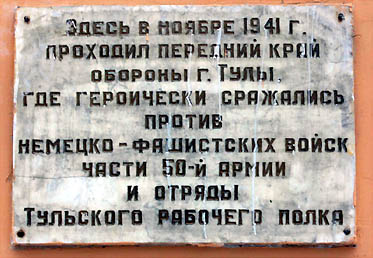 Здесь в ноябре 1941 г.
проходил передний край
обороны г. Тулы,
где героически сражались
против
немецко-фашистских войск
части 50-й армии
и отряды
Тульского рабочего полка